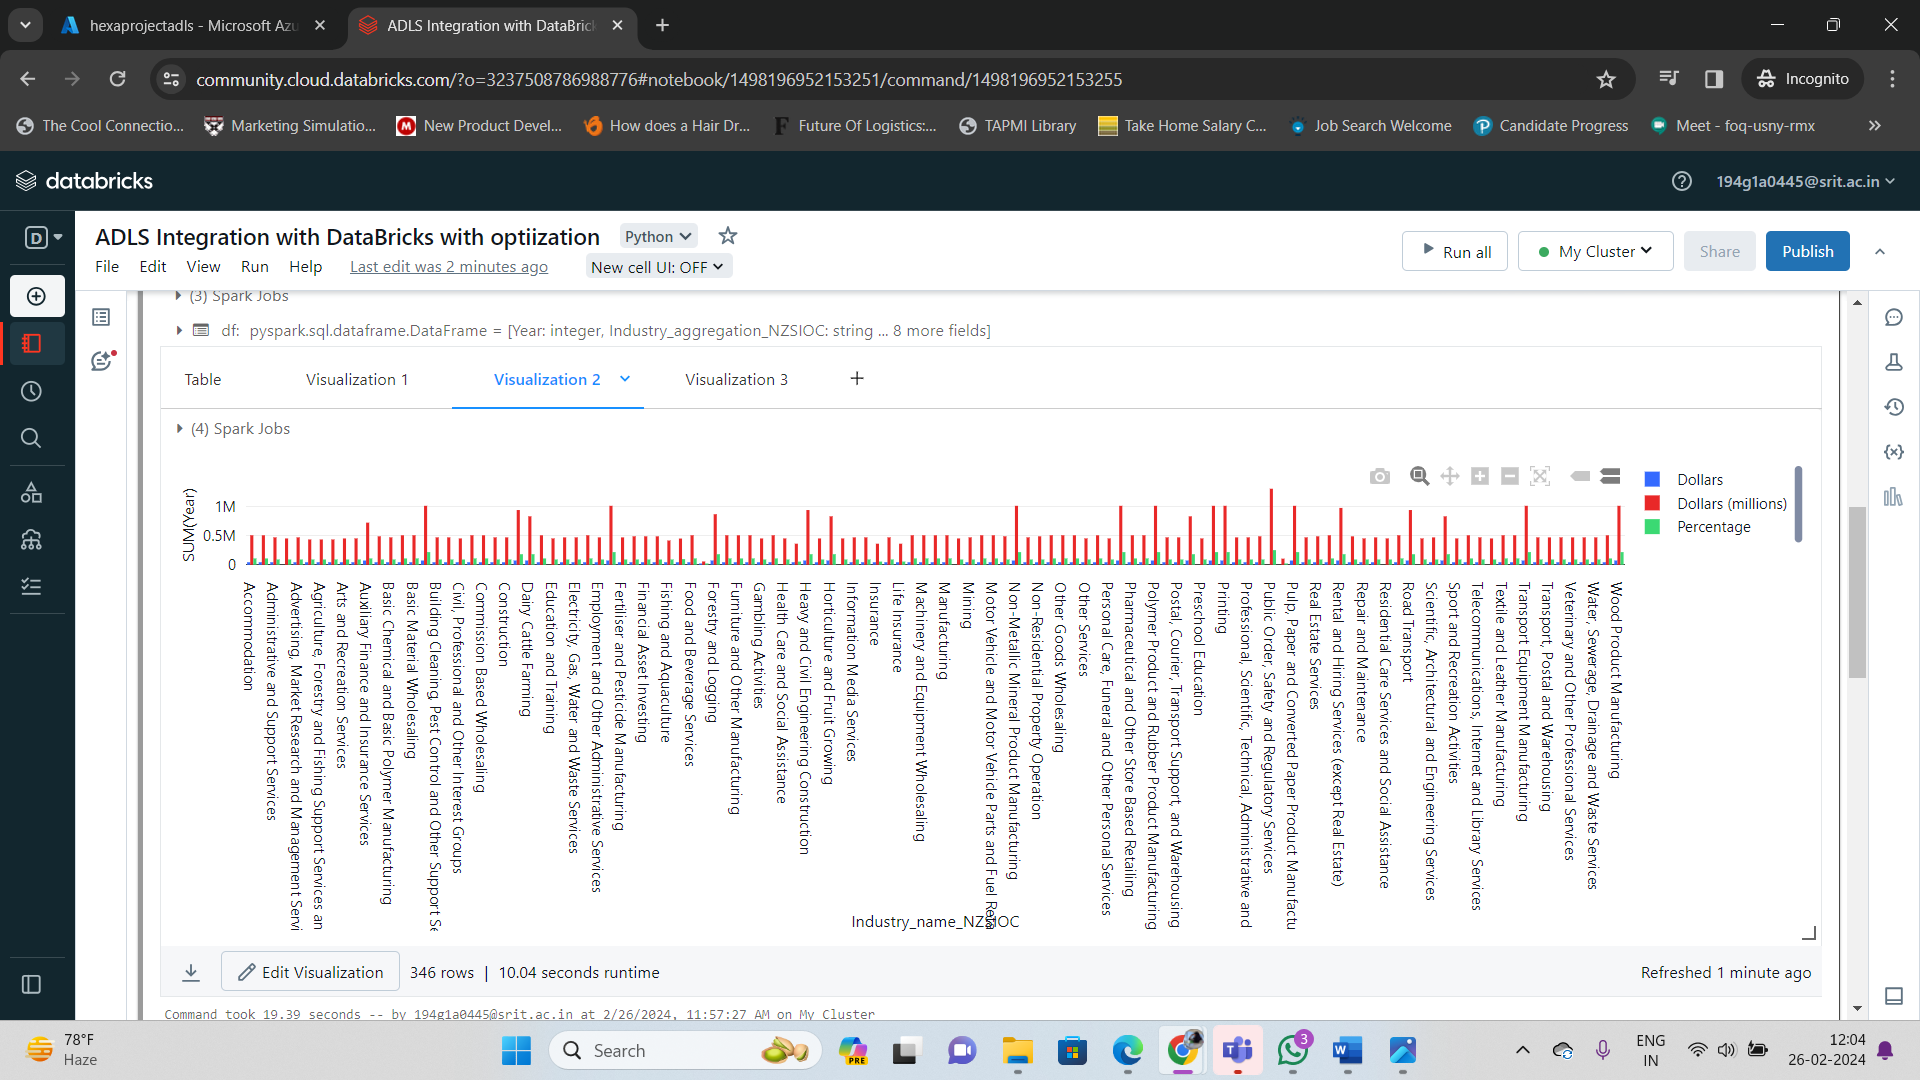 hexaprojectadls - Microsoft Azu
ADLS Integration with DataBrick
community.cloud.databricks.com/?o=3237508786988776#notebook/1498196952153251/command/1498196952153255
Incognito
The Cool Connectio...
Marketing Simulatio...
New Product Devel...
How does a Hair Dr...
Future Of Logistics:...
TAPMI Library
Take Home Salary C...
Job Search Welcome
Candidate Progress
Meet - foq-usny-rmx
databricks
194g1a0445@srit.ac.in
D
ADLS Integration with DataBricks with optiization
Python
Run all
My Cluster
Share
Publish
File Edit View Run Help
Last edit was 2 minutes ago
New cell UI: OFF
(3) Spark Jobs
df: pyspark.sql.dataframe.DataFrame = [Year: integer, Industry_aggregation_NZSIOC: string ... 8 more fields]
Table
Visualization 1
Visualization 2
Visualization 3
(4) Spark Jobs
Dollars
Dollars (millions)
Percentage
SUM(Year)
1M
0.5M
0
Accommodation
Administrative and Support Services
Advertising, Market Research and Management Servi
Agriculture, Forestry and Fishing Support Services an
Arts and Recreation Services
Auxiliary Finance and Insurance Services
Basic Chemical and Basic Polymer Manufacturing
Basic Material Wholesaling
Building Cleaning, Pest Control and Other Support Se
Civil, Professional and Other Interest Groups
Commission Based Wholesaling
Construction
Dairy Cattle Farming
Education and Training
Electricity, Gas, Water and Waste Services
Employment and Other Administrative Services
Fertiliser and Pesticide Manufacturing
Financial Asset Investing
Fishing and Aquaculture
Food and Beverage Services
Forestry and Logging
Furniture and Other Manufacturing
Gambling Activities
Health Care and Social Assistance
Heavy and Civil Engineering Construction
Horticulture and Fruit Growing
Information Media Services
Insurance
Life Insurance
Machinery and Equipment Wholesaling
Manufacturing
Mining
Motor Vehicle and Motor Vehicle Parts and Fuel Reta
Non-Metallic Mineral Product Manufacturing
Non-Residential Property Operation
Other Goods Wholesaling
Other Services
Personal Care, Funeral and Other Personal Services
Pharmaceutical and Other Store Based Retailing
Polymer Product and Rubber Product Manufacturing
Postal, Courier, Transport Support, and Warehousing
Preschool Education
Printing
Professional, Scientific, Technical, Administrative and
Public Order, Safety and Regulatory Services
Pulp, Paper and Converted Paper Product Manufactu
Real Estate Services
Rental and Hiring Services (except Real Estate)
Repair and Maintenance
Residential Care Services and Social Assistance
Road Transport
Scientific, Architectural and Engineering Services
Sport and Recreation Activities
Telecommunications, Internet and Library Services
Textile and Leather Manufacturing
Transport Equipment Manufacturing
Transport, Postal and Warehousing
Veterinary and Other Professional Services
Water, Sewerage, Drainage and Waste Services
Wood Product Manufacturing
Industry_name_NZSIOC
Edit Visualization
346 rows | 10.04 seconds runtime
Refreshed 1 minute ago
Command took 19.39 seconds -- by 194g1a0445@srit.ac.in at 2/26/2024, 11:57:27 AM on My Cluster
78°F
Haze
Search
PRE
3
ENG
IN
12:04
26-02-2024